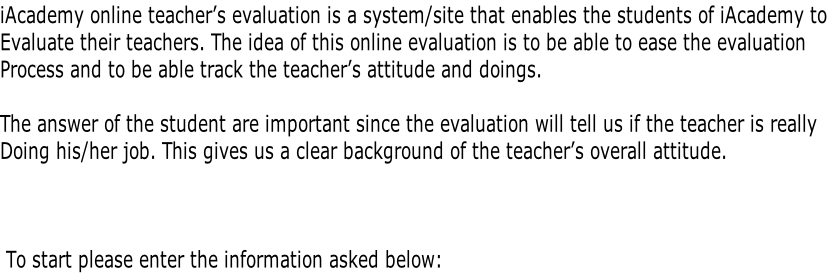 iAcademy online teacher’s evaluation is a system/site that enables the students of iAcademy to
Evaluate their teachers. The idea of this online evaluation is to be able to ease the evaluation
Process and to be able track the teacher’s attitude and doings.
The answer of the student are important since the evaluation will tell us if the teacher is really
Doing his/her job. This gives us a clear background of the teacher’s overall attitude.
To start please enter the information asked below: